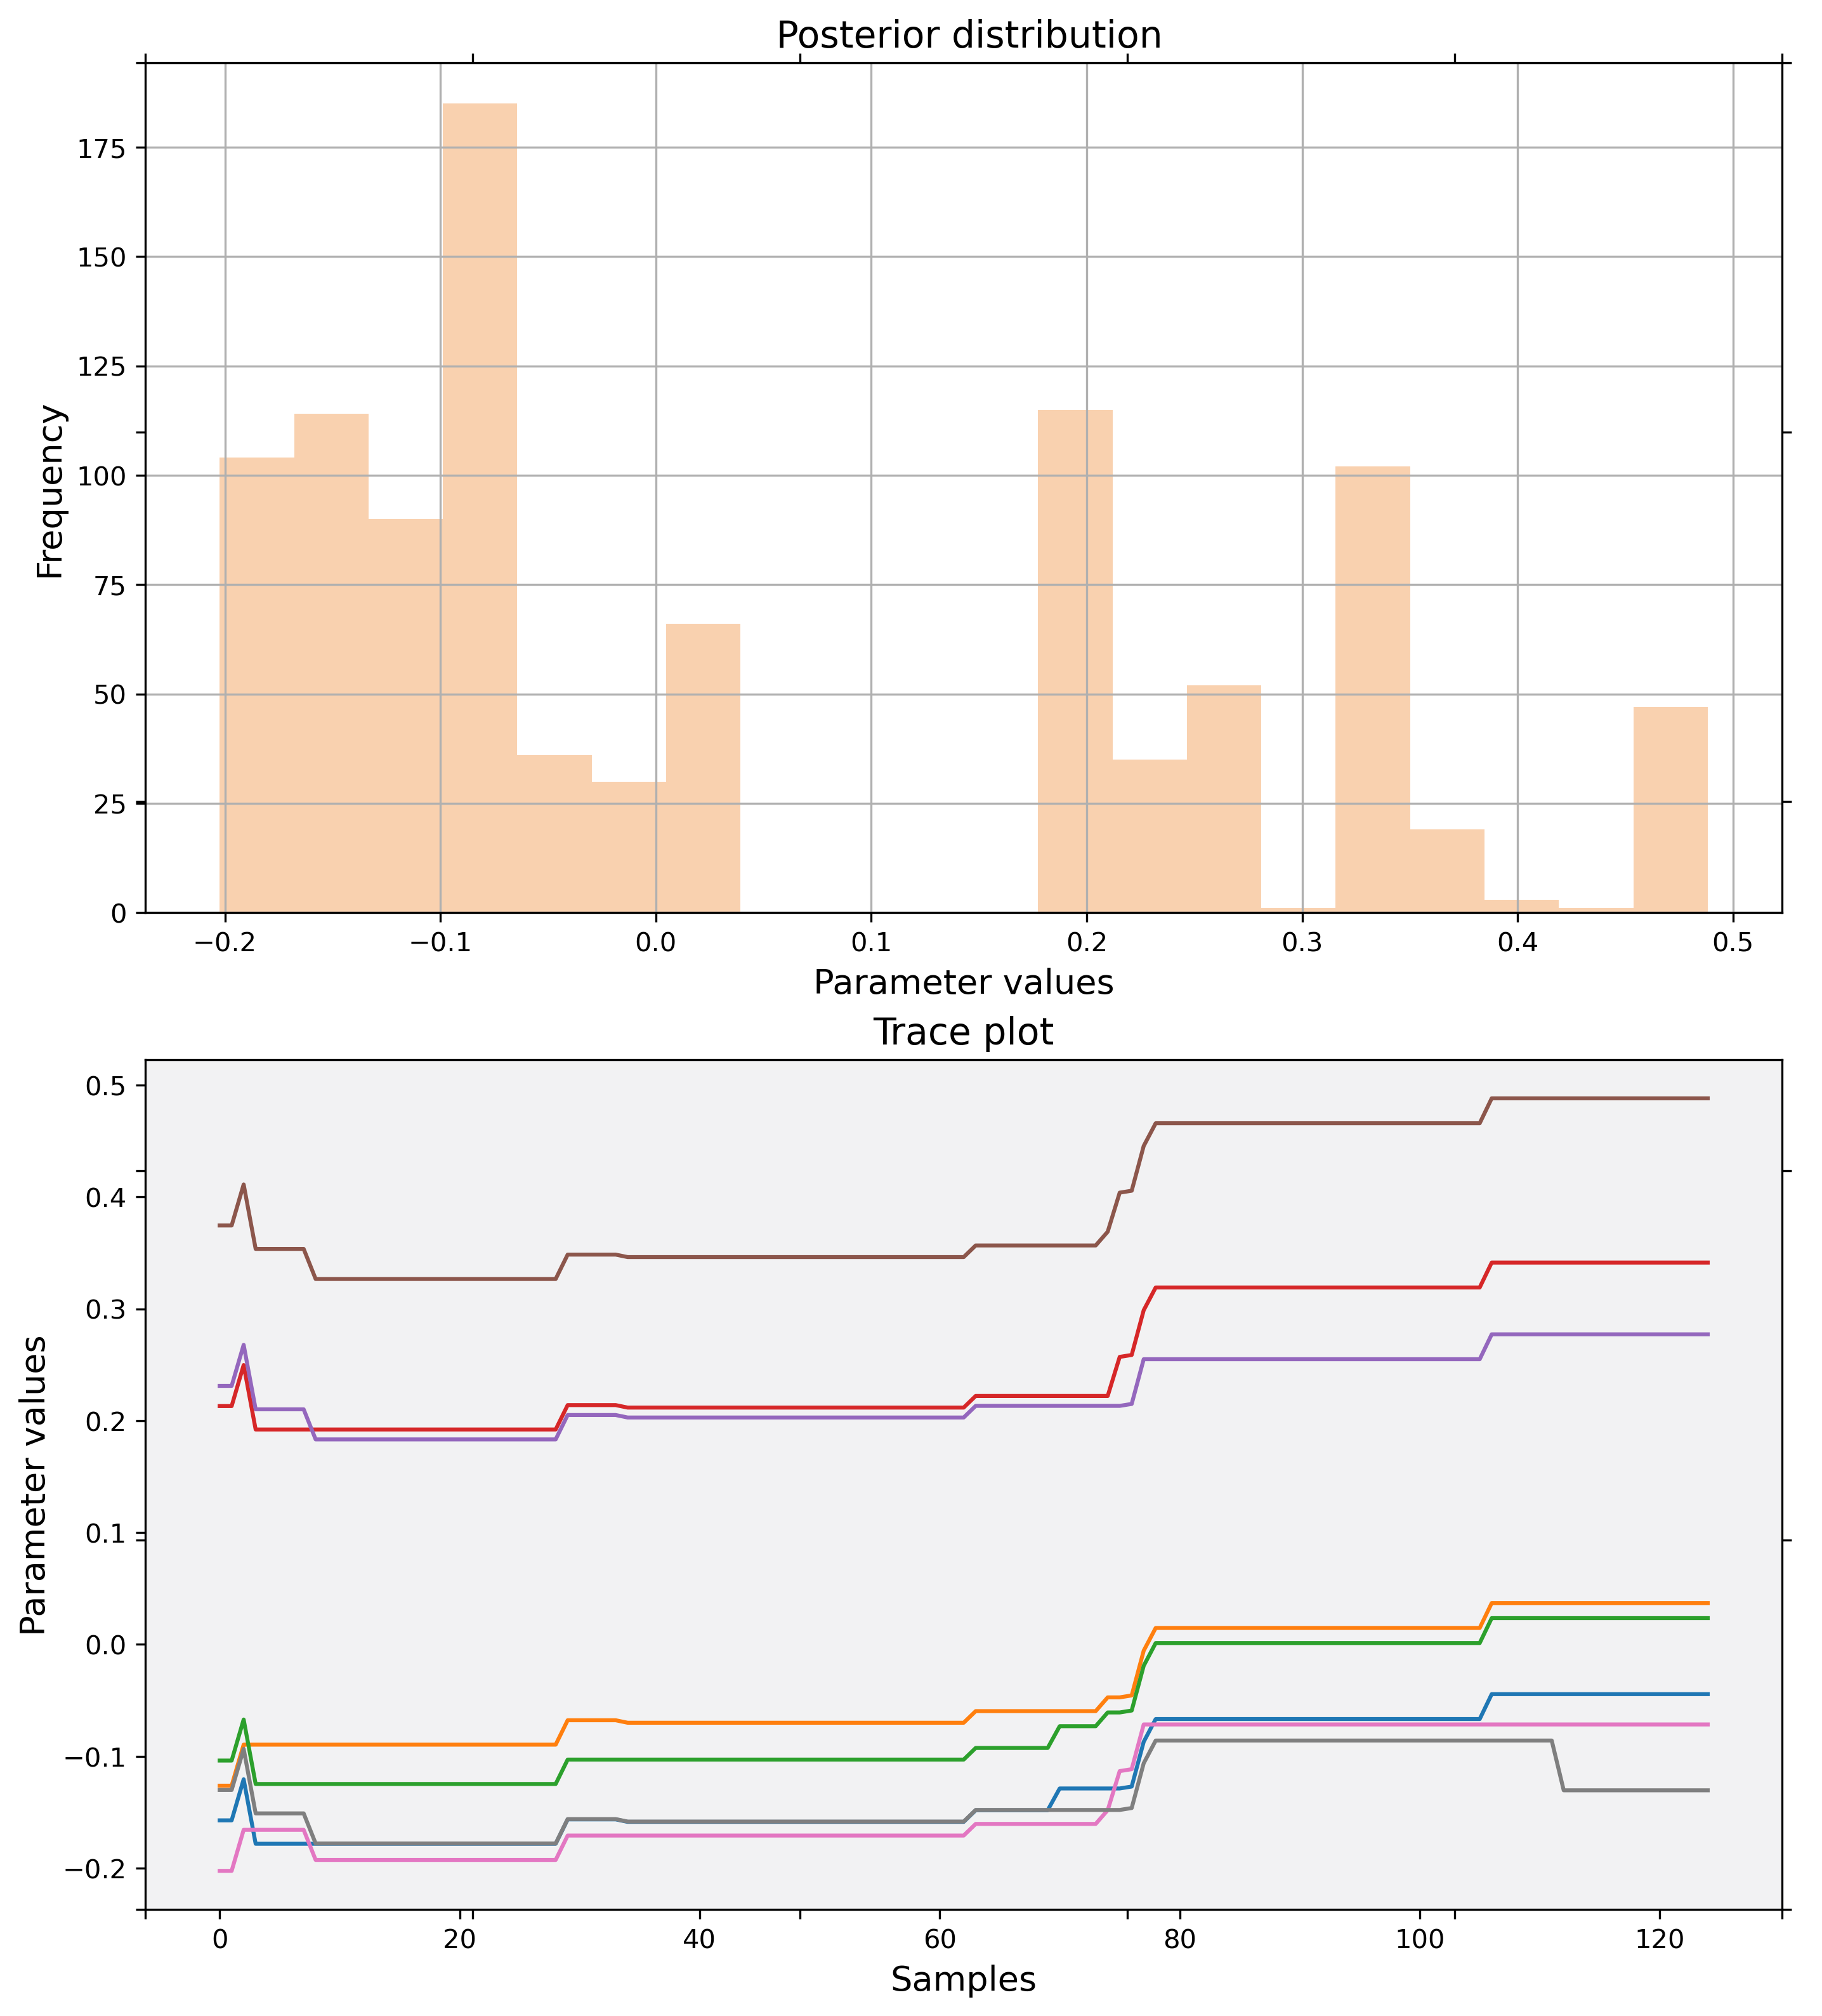 Posterior distribution
Frequency
175
150
125
100
75
50
25
0
−0.2 −0.1 0.0 0.1 0.2 0.3 0.4 0.5
Parameter values
Trace plot
Parameter values
0.5
0.4
0.3
0.2
0.1
0.0
−0.1
−0.2
0 20 40 60 80 100 120
Samples